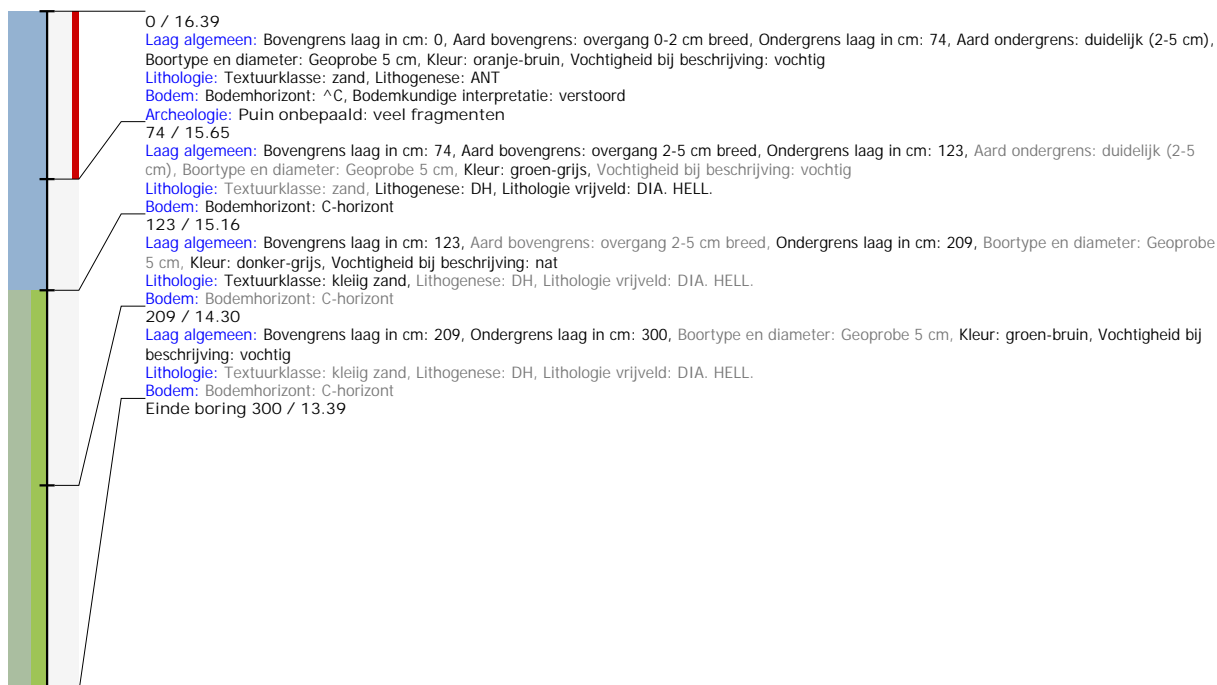 0 / 16.39
Laag algemeen: Bovengrens laag in cm: 0, Aard bovengrens: overgang 0-2 cm breed, Ondergrens laag in cm: 74, Aard ondergrens: duidelijk (2-5 cm),
Boortype en diameter: Geoprobe 5 cm, Kleur: oranje-bruin, Vochtigheid bij beschrijving: vochtig
Lithologie: Textuurklasse: zand, Lithogenese: ANT
Bodem: Bodemhorizont: ^C, Bodemkundige interpretatie: verstoord
Archeologie: Puin onbepaald: veel fragmenten
74 / 15.65
Laag algemeen: Bovengrens laag in cm: 74, Aard bovengrens: overgang 2-5 cm breed, Ondergrens laag in cm: 123, Aard ondergrens: duidelijk (2-5
cm), Boortype en diameter: Geoprobe 5 cm, Kleur: groen-grijs, Vochtigheid bij beschrijving: vochtig
Lithologie: Textuurklasse: zand, Lithogenese: DH, Lithologie vrijveld: DIA. HELL.
Bodem: Bodemhorizont: C-horizont
123 / 15.16
Laag algemeen: Bovengrens laag in cm: 123, Aard bovengrens: overgang 2-5 cm breed, Ondergrens laag in cm: 209, Boortype en diameter: Geoprobe
5 cm, Kleur: donker-grijs, Vochtigheid bij beschrijving: nat
Lithologie: Textuurklasse: kleiig zand, Lithogenese: DH, Lithologie vrijveld: DIA. HELL.
Bodem: Bodemhorizont: C-horizont
209 / 14.30
Laag algemeen: Bovengrens laag in cm: 209, Ondergrens laag in cm: 300, Boortype en diameter: Geoprobe 5 cm, Kleur: groen-bruin, Vochtigheid bij
beschrijving: vochtig
Lithologie: Textuurklasse: kleiig zand, Lithogenese: DH, Lithologie vrijveld: DIA. HELL.
Bodem: Bodemhorizont: C-horizont
Einde boring 300 / 13.39